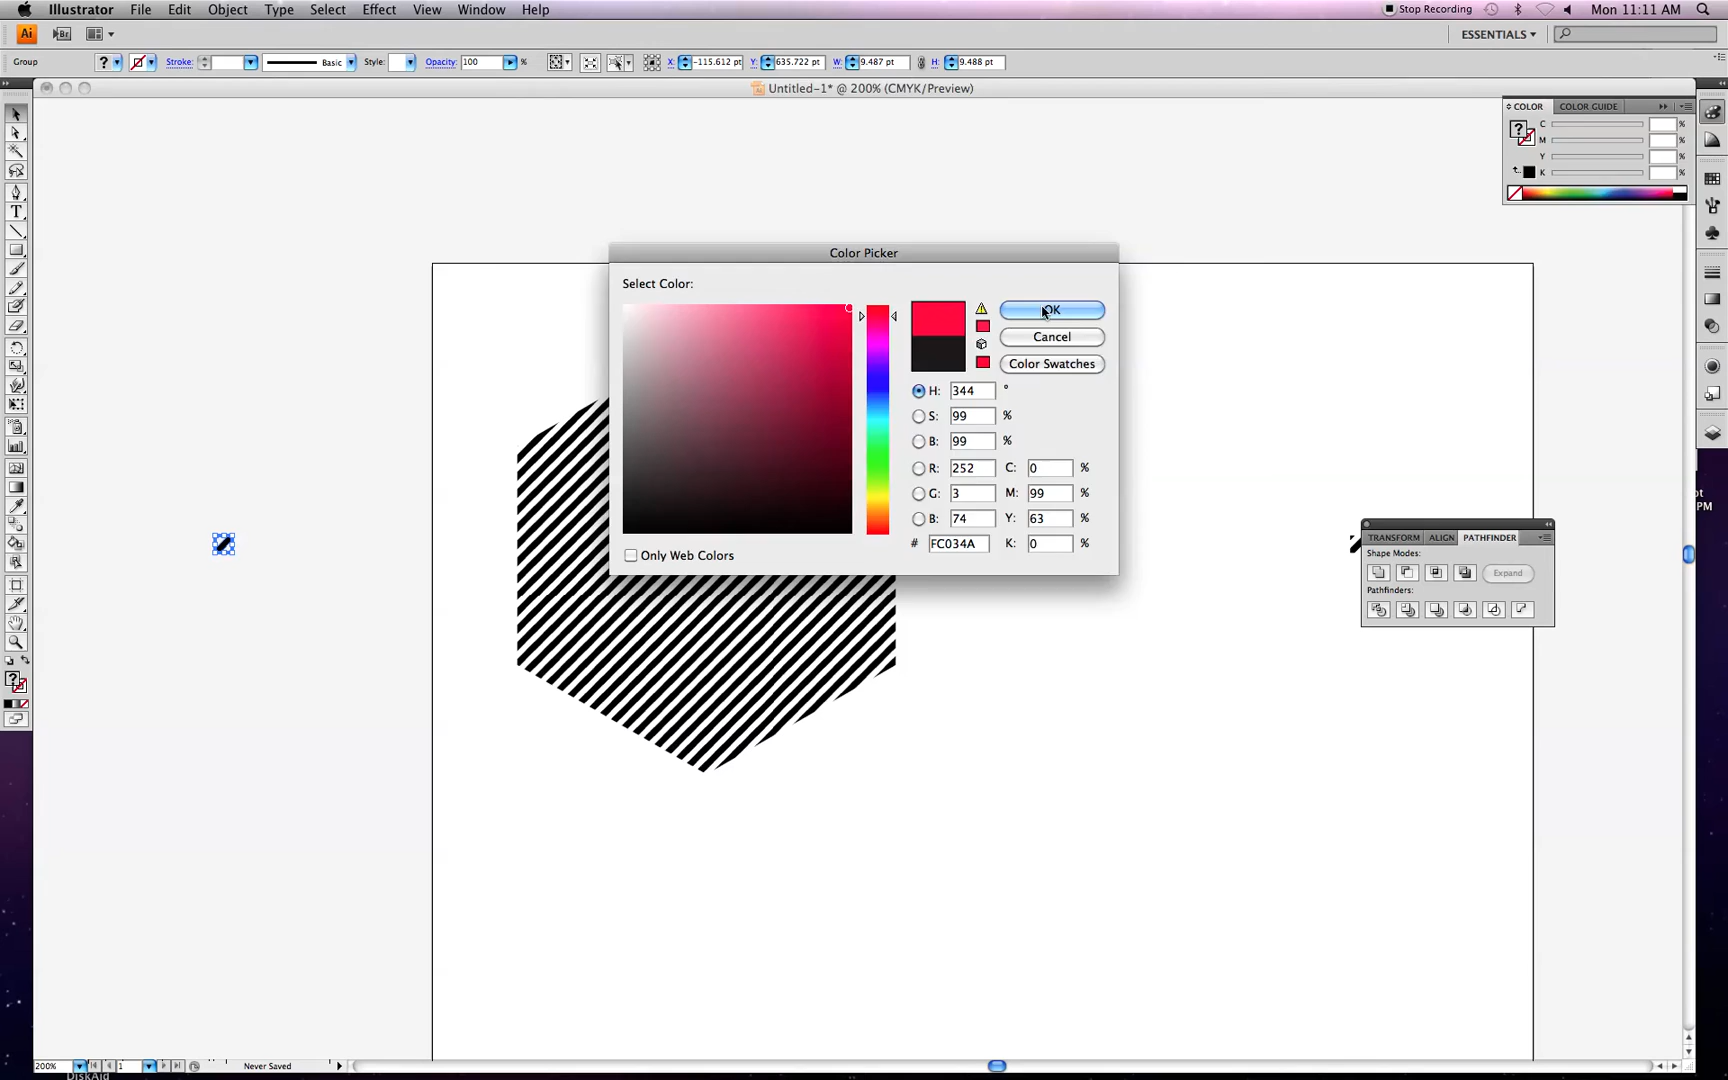 Illustrator File Edit Object Type Select Effect View Window Help Stop Recording Mon 11:11 AM
Ai Br ESSENTIALS
Group ? Stroke: Basic Style: Opacity: 100 % X: -115.612 pt Y: 635.722 pt W: 9.487 pt H: 9.488 pt
Untitled-1* @ 200% (CMYK/Preview)
COLOR COLOR GUIDE
? C %
M %
Y %
K %
Color Picker
Select Color:
OK
Cancel
Color Swatches
H: 344 °
S: 99 %
B: 99 %
R: 252 C: 0 %
G: 3 M: 99 %
B: 74 Y: 63 %
# FC034A K: 0 %
Only Web Colors
pt
PM
TRANSFORM ALIGN PATHFINDER
Shape Modes:
Expand
Pathfinders:
T
?
200% 1 Never Saved
DiskAid